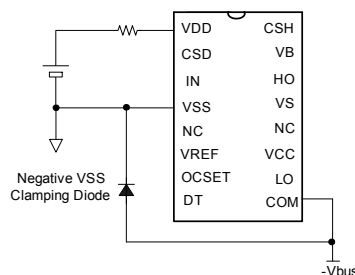 VDD
CSH
CSD
VB
IN
HO
VSS
VS
NC
NC
VREF
VCC
OCSET
LO
DT
COM
Negative VSS
Clamping Diode
-Vbus